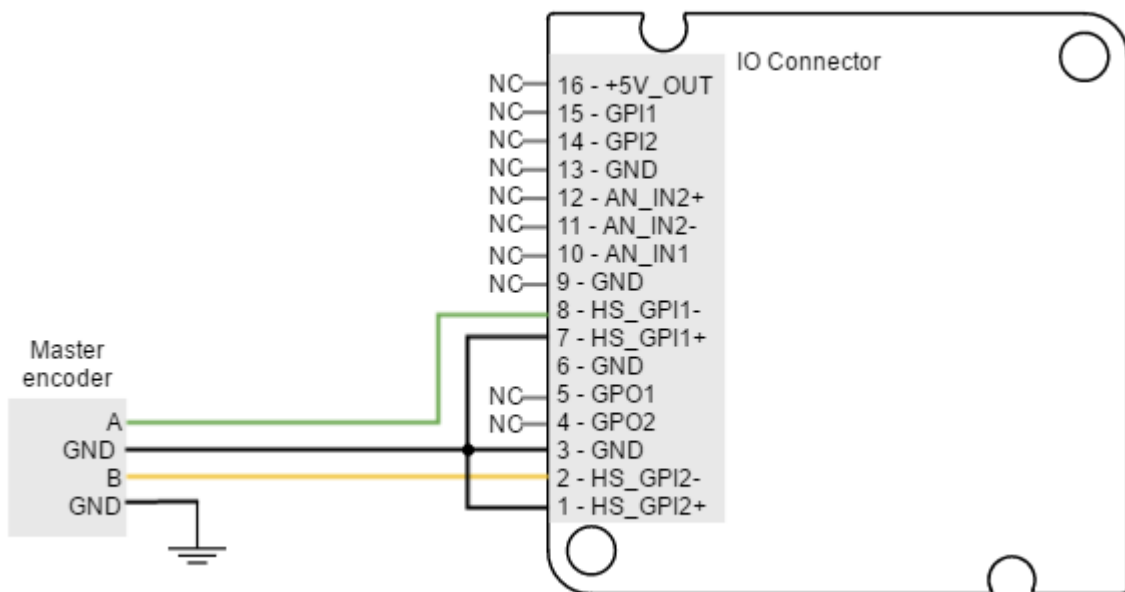 IO Connector
NC 16 - +5V_OUT
NC 15 - GPI1
NC 14 - GPI2
NC 13 - GND
NC 12 - AN_IN2+
NC 11 - AN_IN2-
NC 10 - AN_IN1
NC 9 - GND
8 - HS_GPI1-
7 - HS_GPI1+
6 - GND
NC 5 - GPO1
NC 4 - GPO2
3 - GND
2 - HS_GPI2-
1 - HS_GPI2+
Master
encoder
A
GND
B
GND